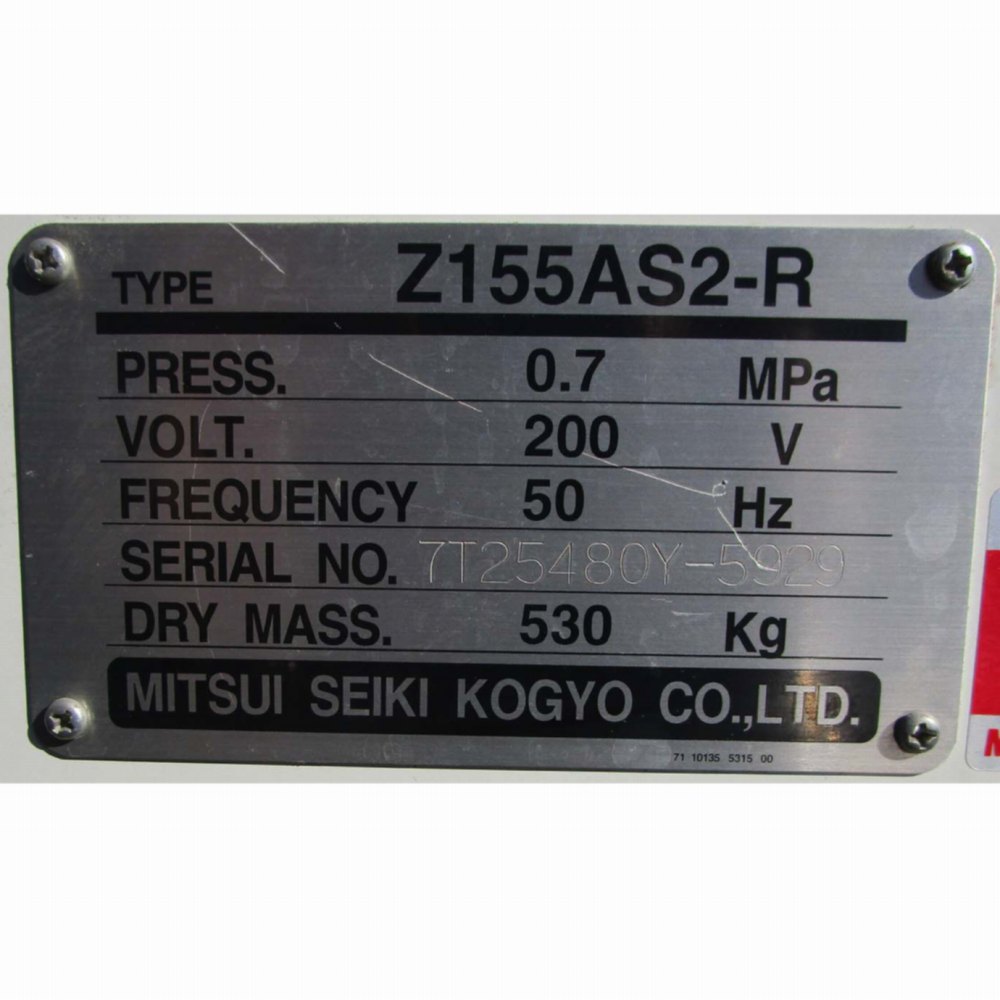 TYPE Z155AS2-R
PRESS. 0.7 MPa
VOLT. 200 V
FREQUENCY 50 Hz
SERIAL NO. 7T25480Y-5929
DRY MASS. 530 Kg
MITSUI SEIKI KOGYO CO.,LTD.
71 10135 5315 00
M